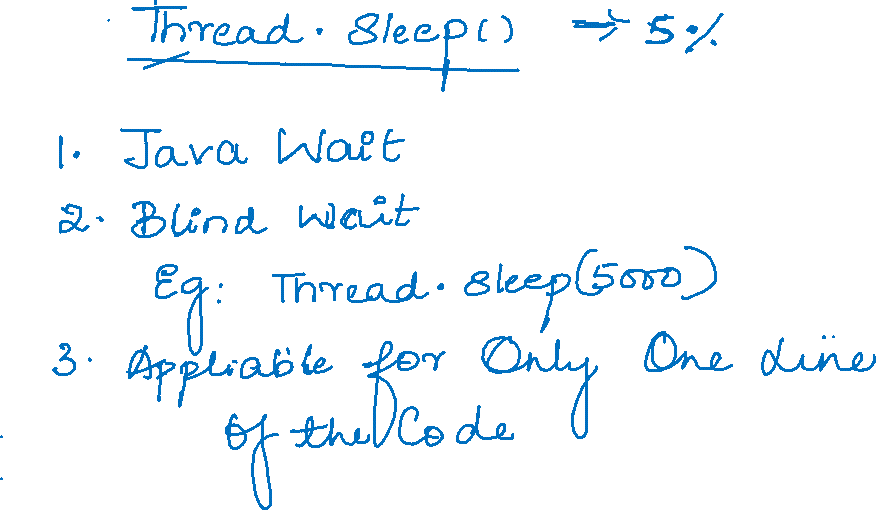 Thread. Sleep() → 5%
1. Java Wait
2. Blind Wait
Eg: Thread. Sleep(5000)
3. Appliable for Only One Line
of the Code